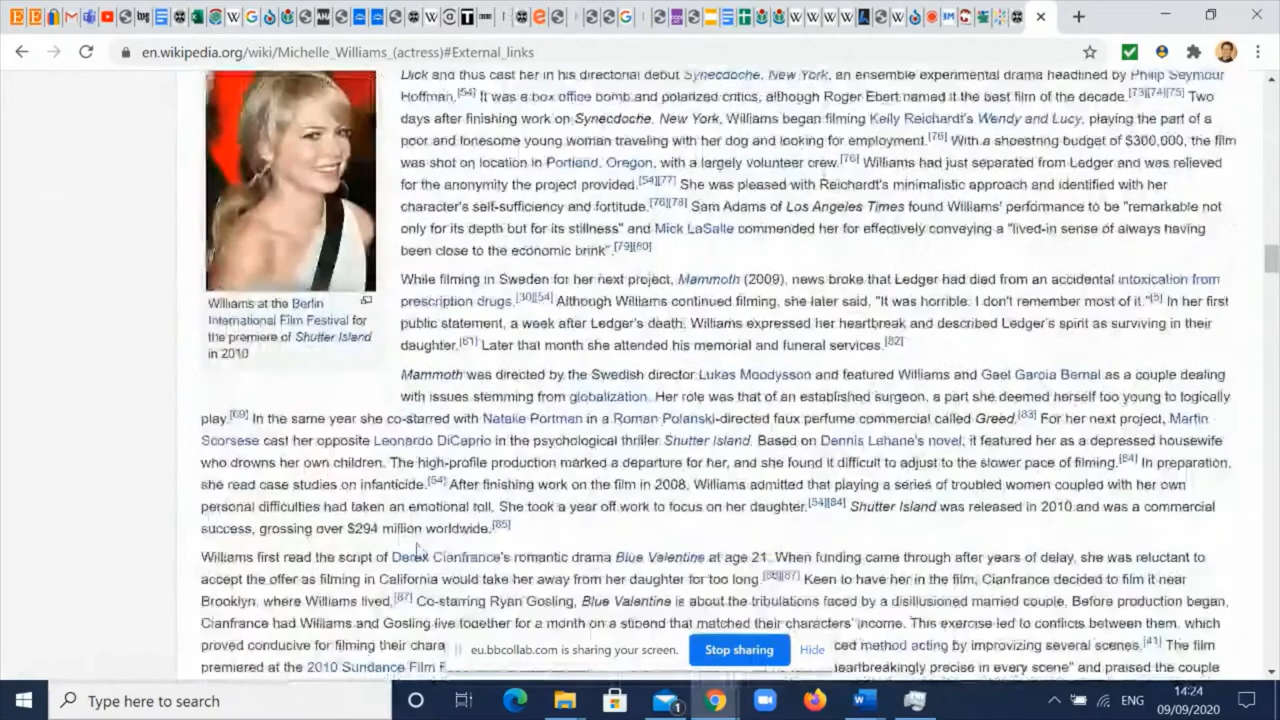 en.wikipedia.org/wiki/Michelle_Williams_(actress)#External_links
Dick and thus cast her in his directorial debut Synecdoche, New York, an ensemble experimental drama headlined by Philip Seymour
Hoffman.[54] It was a box office bomb and polarized critics, although Roger Ebert named it the best film of the decade.[73][74][75] Two
days after finishing work on Synecdoche, New York, Williams began filming Kelly Reichardt's Wendy and Lucy, playing the part of a
poor and lonesome young woman traveling with her dog and looking for employment.[76] With a shoestring budget of $300,000, the film
was shot on location in Portland, Oregon, with a largely volunteer crew.[76] Williams had just separated from Ledger and was relieved
for the anonymity the project provided.[54][77] She was pleased with Reichardt's minimalistic approach and identified with her
character's self-sufficiency and fortitude.[76][78] Sam Adams of Los Angeles Times found Williams' performance to be "remarkable not
only for its depth but for its stillness" and Mick LaSalle commended her for effectively conveying a "lived-in sense of always having
been close to the economic brink".[79][80]
Williams at the Berlin
International Film Festival for
the premiere of Shutter Island
in 2010
While filming in Sweden for her next project, Mammoth (2009), news broke that Ledger had died from an accidental intoxication from
prescription drugs.[30][54] Although Williams continued filming, she later said, "It was horrible. I don't remember most of it."[5] In her first
public statement, a week after Ledger's death, Williams expressed her heartbreak and described Ledger's spirit as surviving in their
daughter.[81] Later that month she attended his memorial and funeral services.[82]
Mammoth was directed by the Swedish director Lukas Moodysson and featured Williams and Gael García Bernal as a couple dealing
with issues stemming from globalization. Her role was that of an established surgeon, a part she deemed herself too young to logically
play.[69] In the same year she co-starred with Natalie Portman in a Roman Polanski-directed faux perfume commercial called Greed.[83] For her next project, Martin
Scorsese cast her opposite Leonardo DiCaprio in the psychological thriller Shutter Island. Based on Dennis Lahane's novel, it featured her as a depressed housewife
who drowns her own children. The high-profile production marked a departure for her, and she found it difficult to adjust to the slower pace of filming.[84] In preparation,
she read case studies on infanticide.[54] After finishing work on the film in 2008, Williams admitted that playing a series of troubled women coupled with her own
personal difficulties had taken an emotional toll. She took a year off work to focus on her daughter.[54][84] Shutter Island was released in 2010 and was a commercial
success, grossing over $294 million worldwide.[85]
Williams first read the script of Derek Cianfrance's romantic drama Blue Valentine at age 21. When funding came through after years of delay, she was reluctant to
accept the offer as filming in California would take her away from her daughter for too long.[86][87] Keen to have her in the film, Cianfrance decided to film it near
Brooklyn, where Williams lived.[87] Co-starring Ryan Gosling, Blue Valentine is about the tribulations faced by a disillusioned married couple. Before production began,
Cianfrance had Williams and Gosling live together for a month on a stipend that matched their characters' income. This exercise led to conflicts between them, which
proved conducive for filming their chara ced method acting by improvising several scenes.[41] The film
premiered at the 2010 Sundance Film F heartbreakingly precise in every scene" and praised the couple
eu.bbcollab.com is sharing your screen. Stop sharing Hide
Type here to search
1
ENG
14:24
09/09/2020